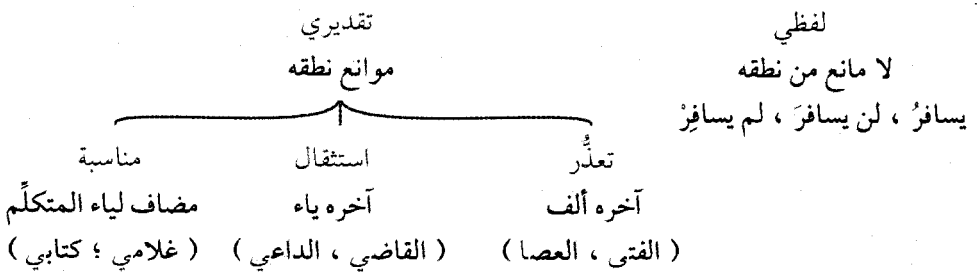 لفظي
لا مانع من نطقه
يسافرُ ، لن يسافرَ ، لم يسافِرْ
تقديري
موانع نطقه
تعذُّر
آخره ألف
( الفتى ، العصا )
استثقال
آخره ياء
( القاضي ، الداعي )
مناسبة
مضاف لياء المتكلِّم
( غلامي ؛ كتابي )